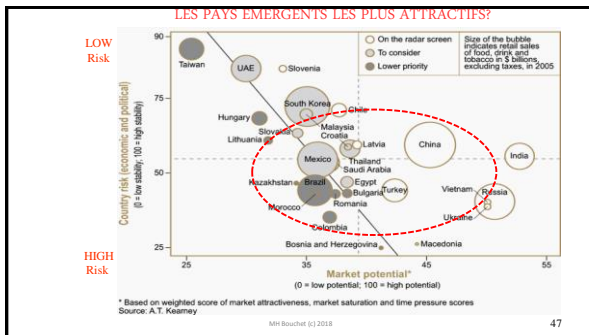 LES PAYS EMERGENTS LES PLUS ATTRACTIFS?
LOW
Risk
On the radar screen
To consider
Lower priority
Size of the bubble
indicates retail sales
of food, drink and
tobacco in $ billions,
excluding taxes, in 2005
90
Taiwan
UAE
Slovenia
75
South Korea
Chile
Hungary
Malaysia
Croatia
Slovakia
Lithuania
Latvia
China
India
Mexico
Thailand
Saudi Arabia
50
Kazakhstan
Brazil
Egypt
Bulgaria
Turkey
Vietnam
Russia
Morocco
Romania
Colombia
Ukraine
Bosnia and Herzegovina
Macedonia
25
Country risk (economic and political)
(0 = low stability; 100 = high stability)
HIGH
Risk
25
35
45
55
Market potential*
(0 = low potential; 100 = high potential)
* Based on weighted score of market attractiveness, market saturation and time pressure scores
Source: A.T. Kearney
MH Bouchet (c) 2018
47